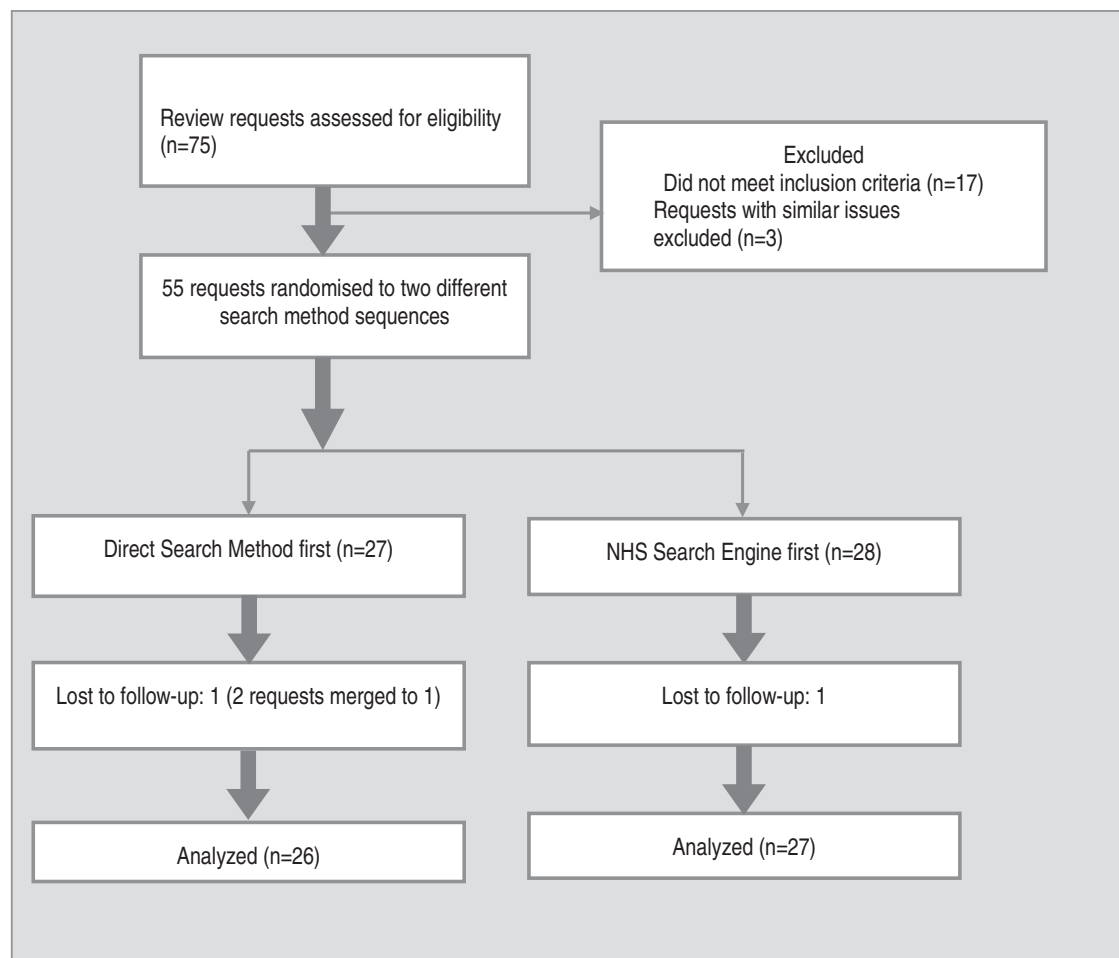 Review requests assessed for eligibility
(n=75)
Excluded
Did not meet inclusion criteria (n=17)
Requests with similar issues
excluded (n=3)
55 requests randomised to two different
search method sequences
Direct Search Method first (n=27)
NHS Search Engine first (n=28)
Lost to follow-up: 1 (2 requests merged to 1)
Lost to follow-up: 1
Analyzed (n=26)
Analyzed (n=27)